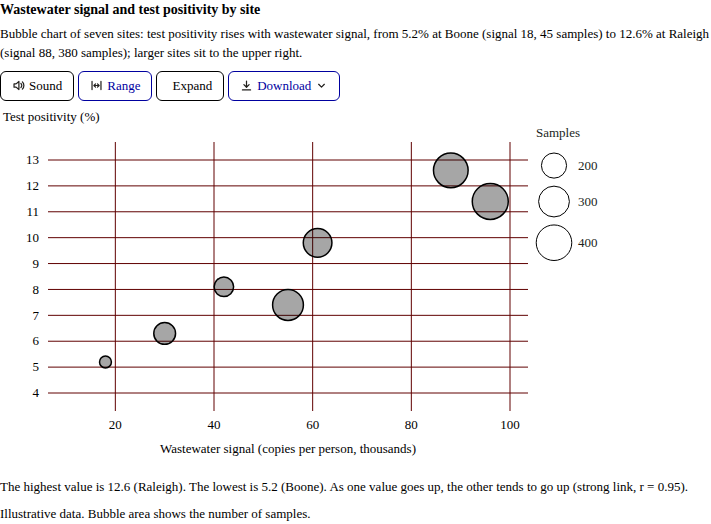 Wastewater signal and test positivity by site
Bubble chart of seven sites: test positivity rises with wastewater signal, from 5.2% at Boone (signal 18, 45 samples) to 12.6% at Raleigh
(signal 88, 380 samples); larger sites sit to the upper right.
Sound Range Expand Download
Test positivity (%)
Samples
200
300
400
13
12
11
10
9
8
7
6
5
4
20 40 60 80 100
Wastewater signal (copies per person, thousands)
The highest value is 12.6 (Raleigh). The lowest is 5.2 (Boone). As one value goes up, the other tends to go up (strong link, r = 0.95).
Illustrative data. Bubble area shows the number of samples.